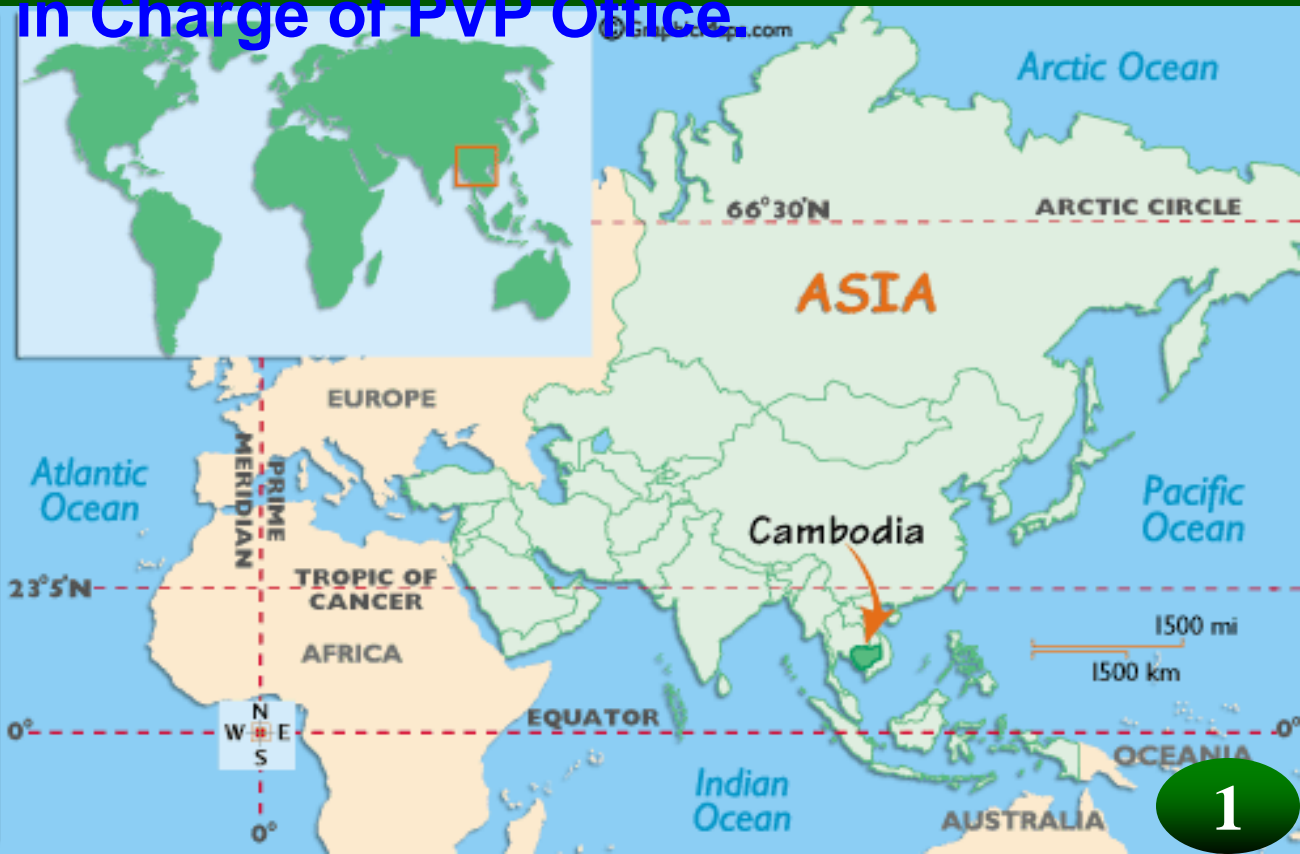 in Charge of PVP Office.
© GraphicMaps.com
Arctic Ocean
66°30'N
ARCTIC CIRCLE
ASIA
EUROPE
MERIDIAN
PRIME
Atlantic
Ocean
Pacific
Ocean
Cambodia
23°5'N
TROPIC OF
CANCER
1500 mi
1500 km
AFRICA
N
W E
S
EQUATOR
0°
0°
OCEANIA
Indian
Ocean
AUSTRALIA
0°
1